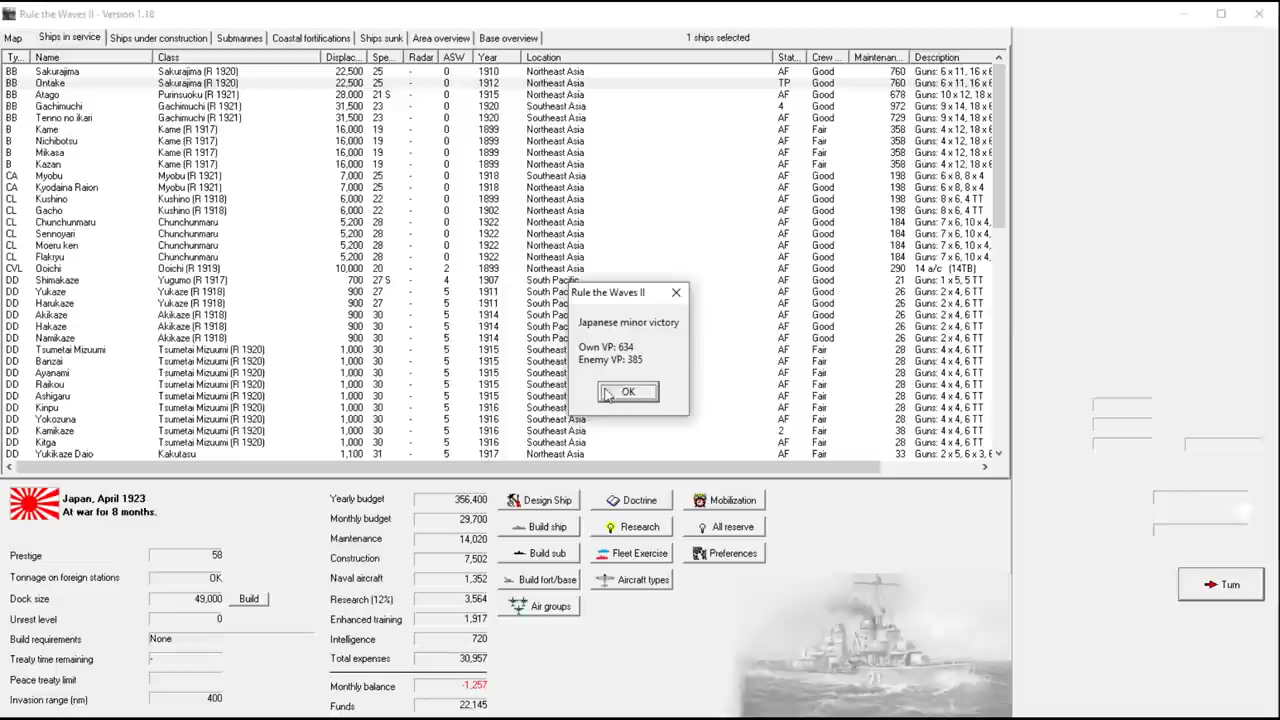 Rule the Waves II - Version 1.18
Map Ships in service Ships under construction Submarines Coastal fortifications Ships sunk Area overview Base overview 1 ships selected
Ty... Name Class Displac... Spe... Radar ASW Year Location Stat... Crew ... Maintenan... Description
BB Sakurajima Sakurajima (R 1920) 22,500 25 - 0 1910 Northeast Asia AF Good 760 Guns: 6 x 11, 16 x 6
BB Ontake Sakurajima (R 1920) 22,500 25 - 0 1912 Northeast Asia TP Good 760 Guns: 6 x 11, 16 x 6
BB Atago Purinsuoku (R 1921) 28,000 21 S - 0 1915 Northeast Asia AF Good 678 Guns: 10 x 12, 18 x
BB Gachimuchi Gachimuchi (R 1921) 31,500 23 - 0 1920 Southeast Asia 4 Good 972 Guns: 9 x 14, 18 x 6
BB Tenno no ikari Gachimuchi (R 1921) 31,500 23 - 0 1921 Northeast Asia AF Good 729 Guns: 9 x 14, 18 x 6
B Kame Kame (R 1917) 16,000 19 - 0 1899 Northeast Asia AF Fair 358 Guns: 4 x 12, 18 x
B Nichibotsu Kame (R 1917) 16,000 19 - 0 1899 Northeast Asia AF Fair 358 Guns: 4 x 12, 18 x
B Mikasa Kame (R 1917) 16,000 19 - 0 1899 Northeast Asia AF Fair 358 Guns: 4 x 12, 18 x
B Kazan Kame (R 1917) 16,000 19 - 0 1899 Northeast Asia AF Fair 358 Guns: 4 x 12, 18 x
CA Myobu Myobu (R 1921) 7,000 25 - 0 1918 Southeast Asia AF Good 198 Guns: 6 x 8, 8 x 4
CA Kyodaina Raion Myobu (R 1921) 7,000 25 - 0 1918 Northeast Asia AF Good 198 Guns: 6 x 8, 8 x 4
CL Kushino Kushino (R 1918) 6,000 22 - 0 1899 Northeast Asia AF Good 198 Guns: 8 x 6, 4 TT
CL Gacho Kushino (R 1918) 6,000 22 - 0 1902 Northeast Asia AF Good 198 Guns: 8 x 6, 4 TT
CL Chunchunmaru Chunchunmaru 5,200 28 - 0 1922 Northeast Asia AF Good 184 Guns: 7 x 6, 10 x 4,
CL Sennoyari Chunchunmaru 5,200 28 - 0 1922 Northeast Asia AF Good 184 Guns: 7 x 6, 10 x 4,
CL Moeru ken Chunchunmaru 5,200 28 - 0 1922 Northeast Asia AF Good 184 Guns: 7 x 6, 10 x 4,
CL Flakjyu Chunchunmaru 5,200 28 - 0 1922 Northeast Asia AF Good 184 Guns: 7 x 6, 10 x 4,
CVL Ooichi Ooichi (R 1919) 10,000 20 - 2 1899 Northeast Asia AF Good 290 14 a/c (14TB)
DD Shimakaze Yugumo (R 1917) 700 27 S - 4 1907 South Pacific AF Good 21 Guns: 1 x 5, 5 TT
DD Yukaze Yukaze (R 1918) 900 27 - 5 1911 South Pac AF Good 26 Guns: 2 x 4, 6 TT
DD Harukaze Yukaze (R 1918) 900 27 - 5 1911 South Pac AF Good 26 Guns: 2 x 4, 6 TT
DD Akikaze Akikaze (R 1918) 900 30 - 5 1914 South Pac AF Good 26 Guns: 2 x 4, 6 TT
DD Hakaze Akikaze (R 1918) 900 30 - 5 1914 South Pac AF Good 26 Guns: 2 x 4, 6 TT
DD Namikaze Akikaze (R 1918) 900 30 - 5 1914 South Pac AF Good 26 Guns: 2 x 4, 6 TT
DD Tsumetai Mizuumi Tsumetai Mizuumi (R 1920) 1,000 30 - 5 1915 Southeast AF Fair 28 Guns: 4 x 4, 6 TT
DD Banzai Tsumetai Mizuumi (R 1920) 1,000 30 - 5 1915 Southeast AF Fair 28 Guns: 4 x 4, 6 TT
DD Ayanami Tsumetai Mizuumi (R 1920) 1,000 30 - 5 1915 Southeast AF Fair 28 Guns: 4 x 4, 6 TT
DD Raikou Tsumetai Mizuumi (R 1920) 1,000 30 - 5 1915 Southeast AF Fair 28 Guns: 4 x 4, 6 TT
DD Ashigaru Tsumetai Mizuumi (R 1920) 1,000 30 - 5 1915 Southeast AF Fair 28 Guns: 4 x 4, 6 TT
DD Kinpu Tsumetai Mizuumi (R 1920) 1,000 30 - 5 1916 Southeast AF Fair 28 Guns: 4 x 4, 6 TT
DD Yokozuna Tsumetai Mizuumi (R 1920) 1,000 30 - 5 1916 Southeast Asia AF Fair 28 Guns: 4 x 4, 6 TT
DD Kamikaze Tsumetai Mizuumi (R 1920) 1,000 30 - 5 1916 Southeast Asia 2 Fair 38 Guns: 4 x 4, 6 TT
DD Kitga Tsumetai Mizuumi (R 1920) 1,000 30 - 5 1916 Southeast Asia AF Fair 28 Guns: 4 x 4, 6 TT
DD Yukikaze Daio Kakutasu 1,100 31 - 5 1917 Northeast Asia AF Good 33 Guns: 2 x 5, 6 x 3, 6
Rule the Waves II
Japanese minor victory
Own VP: 634
Enemy VP: 385
OK
Japan, April 1923
At war for 8 months.
Prestige 58
Tonnage on foreign stations OK
Dock size 49,000 Build
Unrest level 0
Build requirements None
Treaty time remaining -
Peace treaty limit
Invasion range (nm) 400
Yearly budget 356,400
Monthly budget 29,700
Maintenance 14,020
Construction 7,502
Naval aircraft 1,352
Research (12%) 3,564
Enhanced training 1,917
Intelligence 720
Total expenses 30,957
Monthly balance -1,257
Funds 22,145
Design Ship Doctrine Mobilization
Build ship Research All reserve
Build sub Fleet Exercise Preferences
Build fort/base Aircraft types
Air groups
Turn